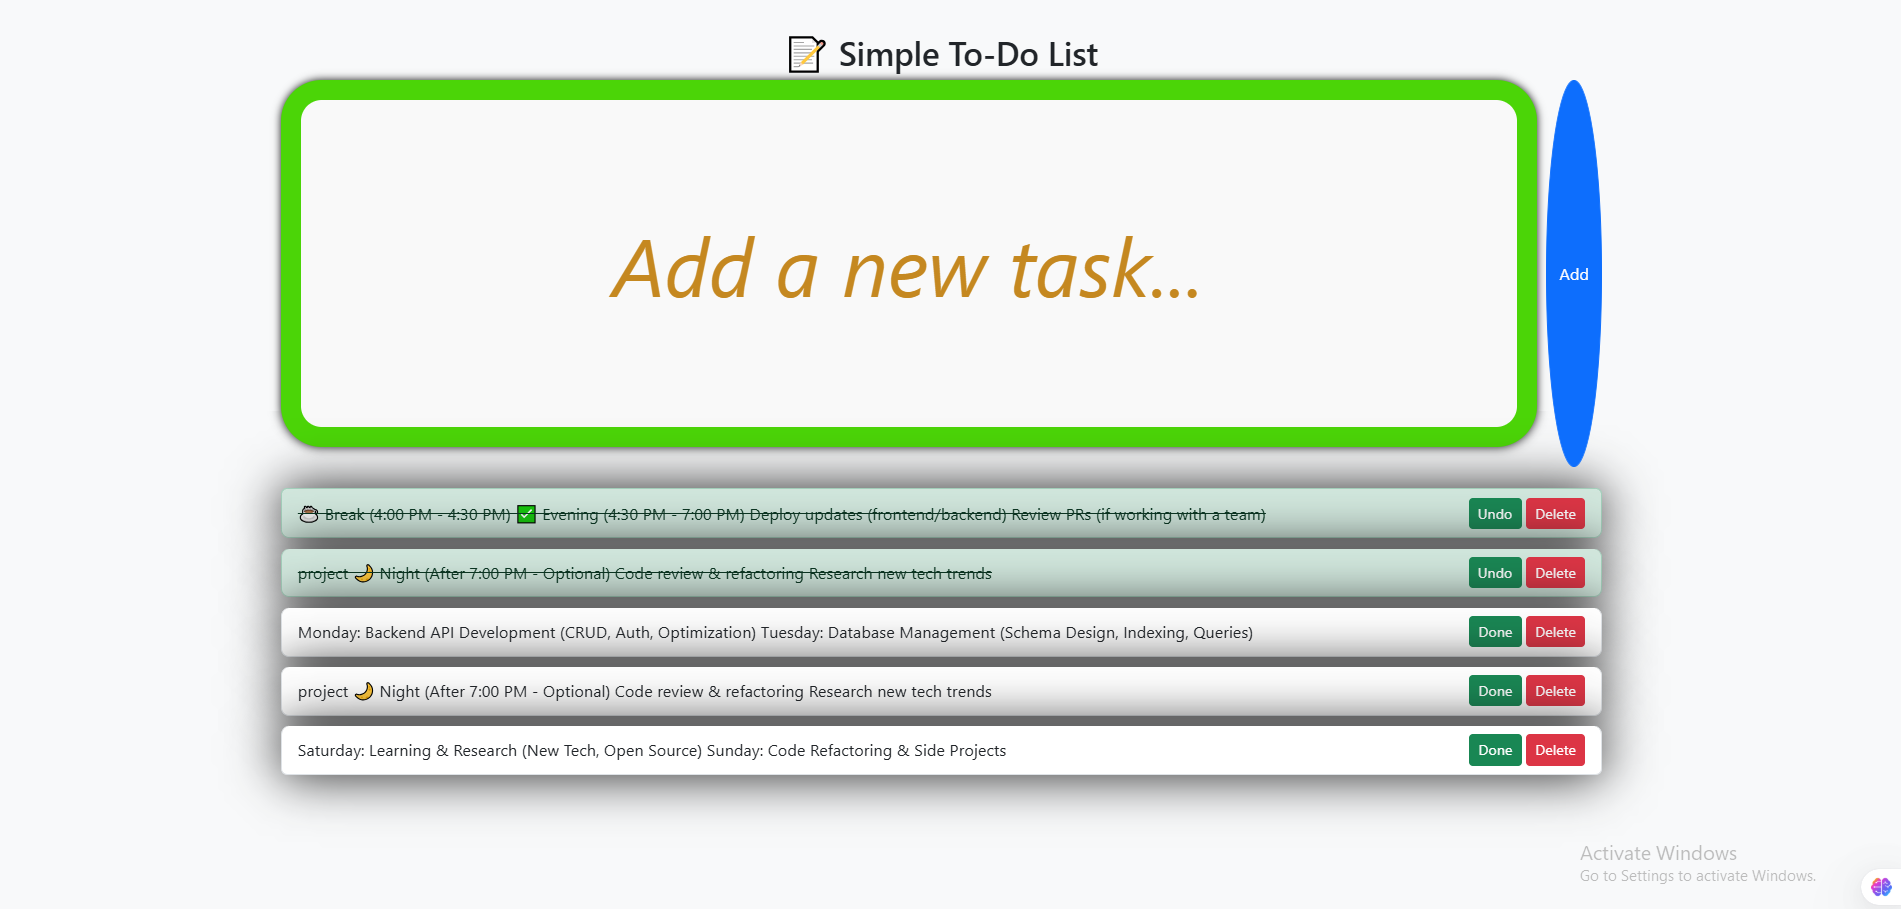 📝 Simple To-Do List
Add a new task...
Add
☕ Break (4:00 PM - 4:30 PM) ✅ Evening (4:30 PM - 7:00 PM) Deploy updates (frontend/backend) Review PRs (if working with a team)
Undo Delete
project 🌙 Night (After 7:00 PM - Optional) Code review & refactoring Research new tech trends
Undo Delete
Monday: Backend API Development (CRUD, Auth, Optimization) Tuesday: Database Management (Schema Design, Indexing, Queries)
Done Delete
project 🌙 Night (After 7:00 PM - Optional) Code review & refactoring Research new tech trends
Done Delete
Saturday: Learning & Research (New Tech, Open Source) Sunday: Code Refactoring & Side Projects
Done Delete
Activate Windows
Go to Settings to activate Windows.